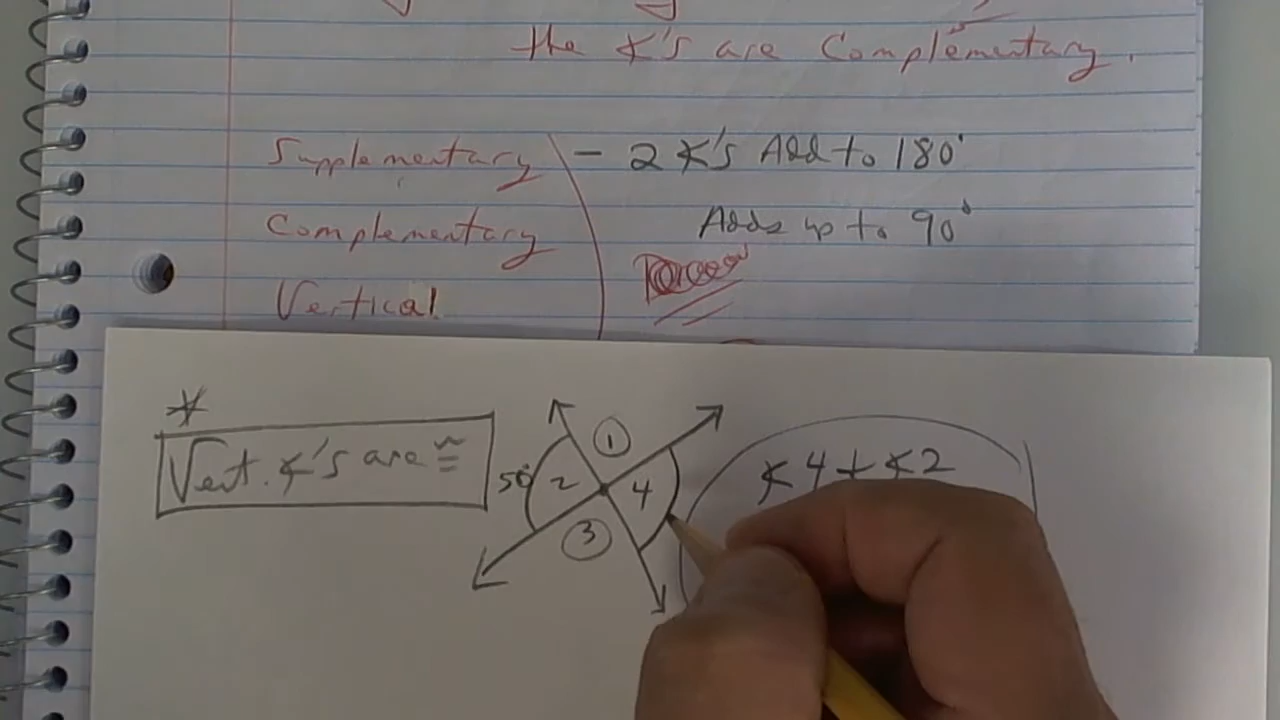 the ∠'s are Complementary.
Supplementary - 2 ∠'s Add to 180°
Complementary Adds up to 90°
Vertical
*
Vert. ∠'s are ≅
1
50°
2
4
3
∠4 + ∠2